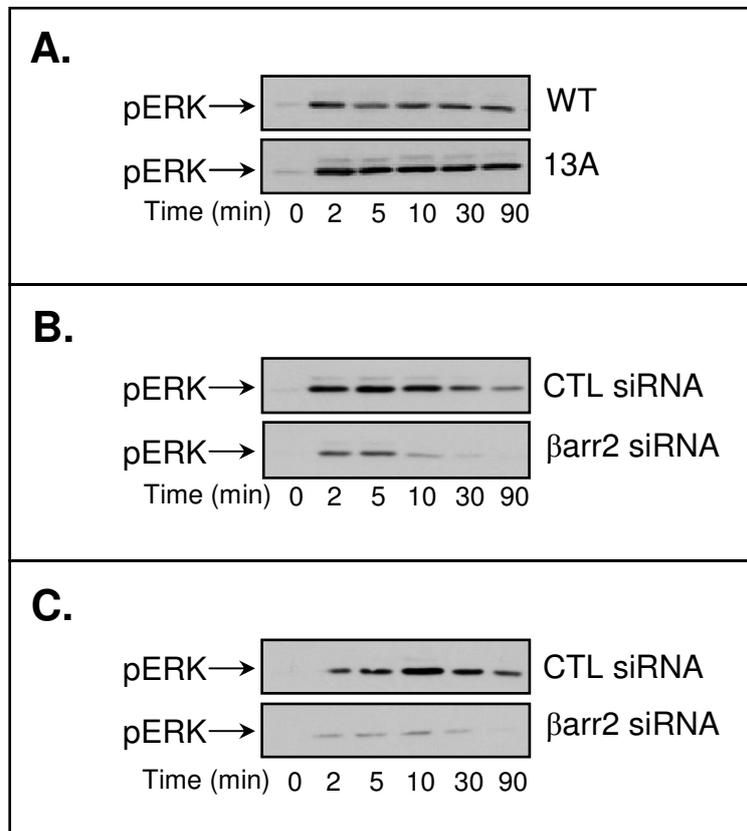 A.
pERK→ WT
pERK→ 13A
Time (min) 0 2 5 10 30 90
B.
pERK→ CTL siRNA
pERK→ βarr2 siRNA
Time (min) 0 2 5 10 30 90
C.
pERK→ CTL siRNA
pERK→ βarr2 siRNA
Time (min) 0 2 5 10 30 90